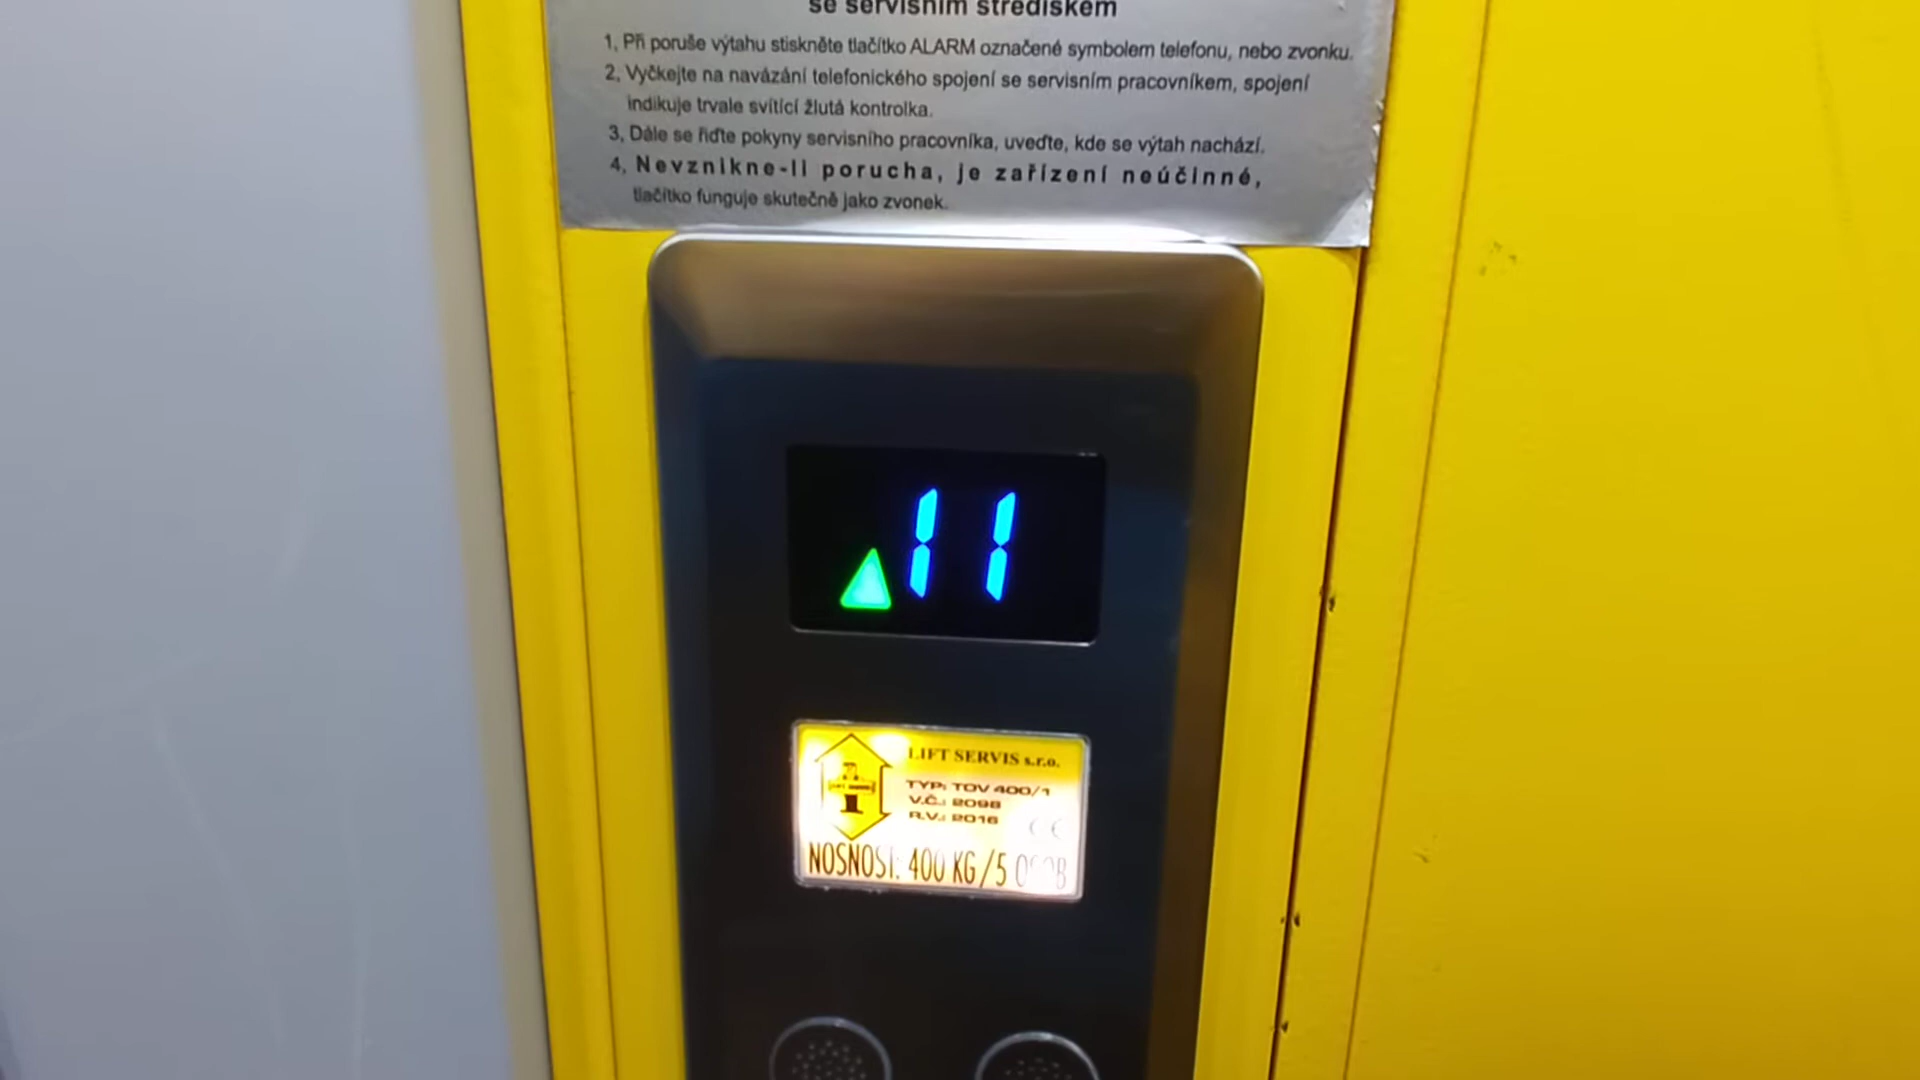 se servisním střediskem
1, Při poruše výtahu stiskněte tlačítko ALARM označené symbolem telefonu, nebo zvonku.
2, Vyčkejte na navázání telefonického spojení se servisním pracovníkem, spojení
indikuje trvale svítící žlutá kontrolka.
3, Dále se řiďte pokyny servisního pracovníka, uveďte, kde se výtah nachází.
4, Nevznikne-li porucha, je zařízení neúčinné,
tlačítko funguje skutečně jako zvonek.
11
LIFT SERVIS s.r.o.
TYP: TOV 400/1
V.Č.: 2098
R.V.: 2016
CE
NOSNOST: 400 KG/5